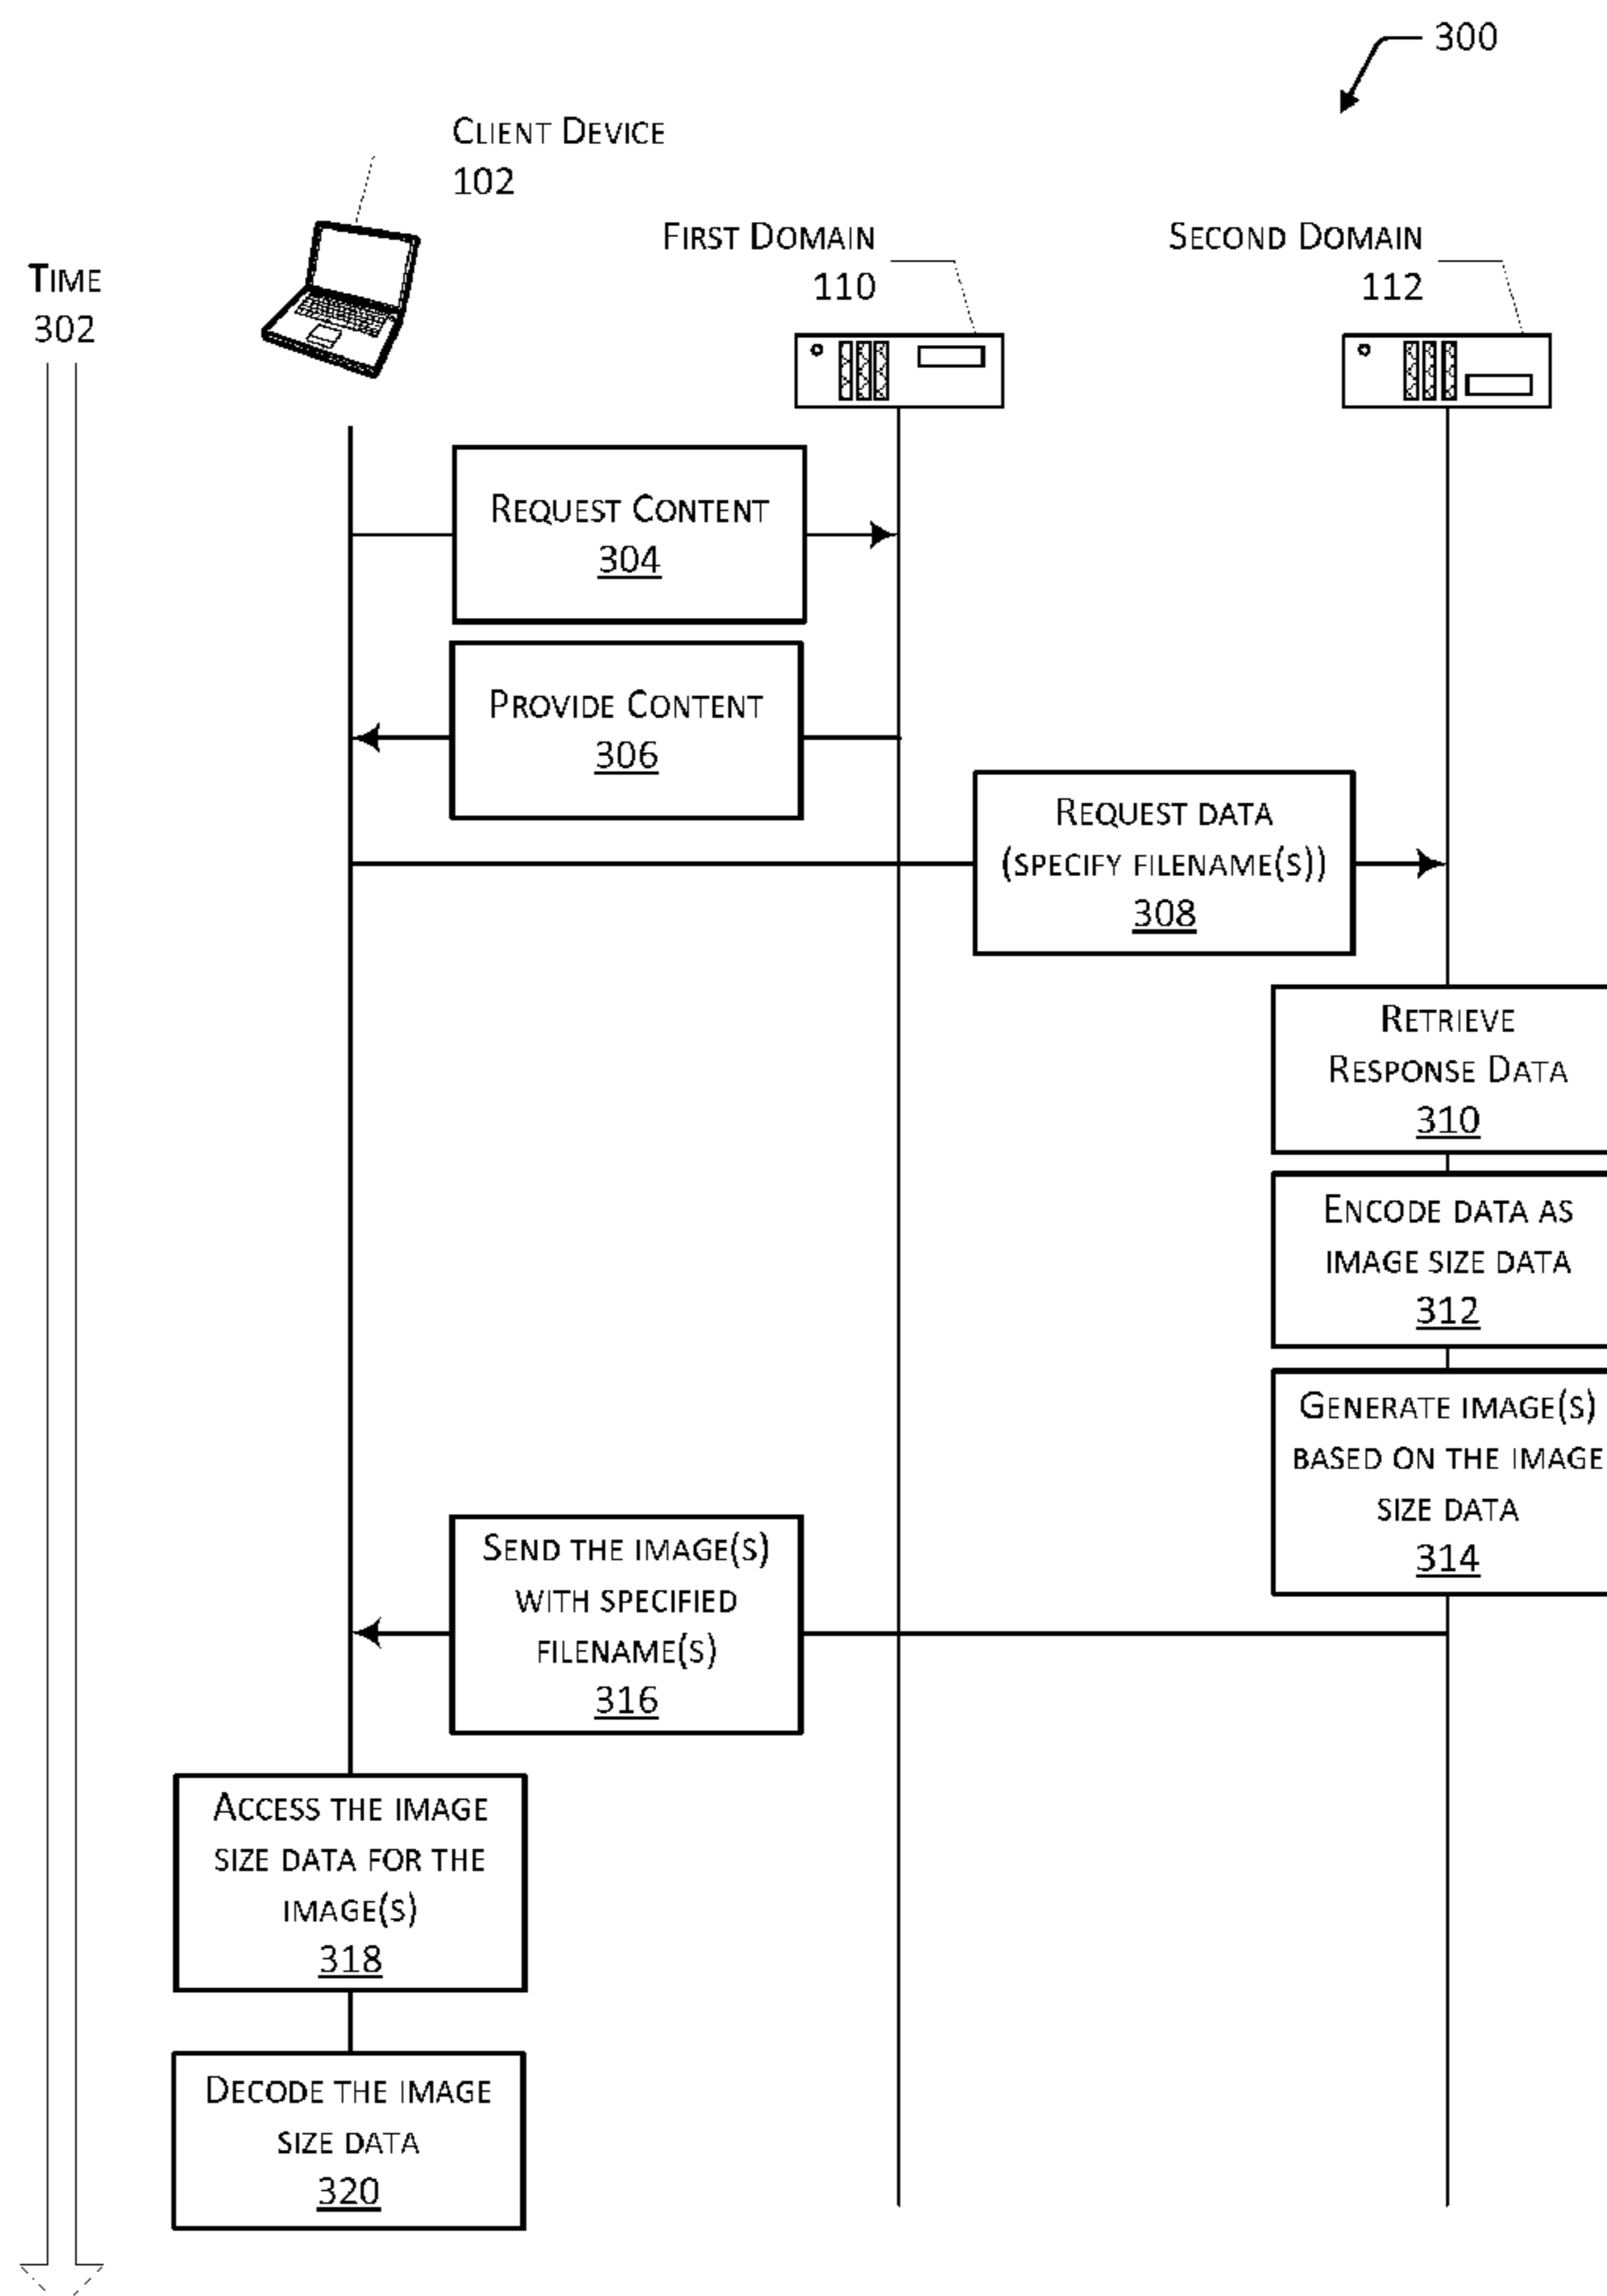 300
CLIENT DEVICE
102
FIRST DOMAIN
110
SECOND DOMAIN
112
TIME
302
REQUEST CONTENT
304
PROVIDE CONTENT
306
REQUEST DATA
(SPECIFY FILENAME(S))
308
RETRIEVE
RESPONSE DATA
310
ENCODE DATA AS
IMAGE SIZE DATA
312
GENERATE IMAGE(S)
BASED ON THE IMAGE
SIZE DATA
314
SEND THE IMAGE(S)
WITH SPECIFIED
FILENAME(S)
316
ACCESS THE IMAGE
SIZE DATA FOR THE
IMAGE(S)
318
DECODE THE IMAGE
SIZE DATA
320